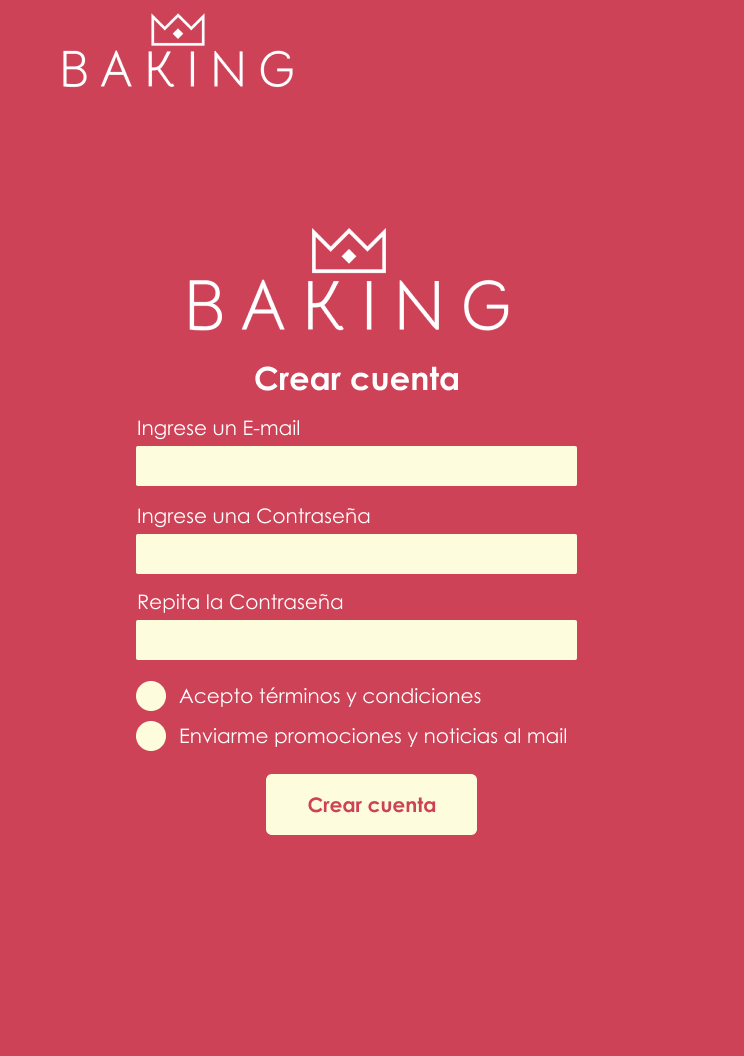 BAKING
BAKING
Crear cuenta
Ingrese un E-mail
Ingrese una Contraseña
Repita la Contraseña
Acepto términos y condiciones
Enviarme promociones y noticias al mail
Crear cuenta